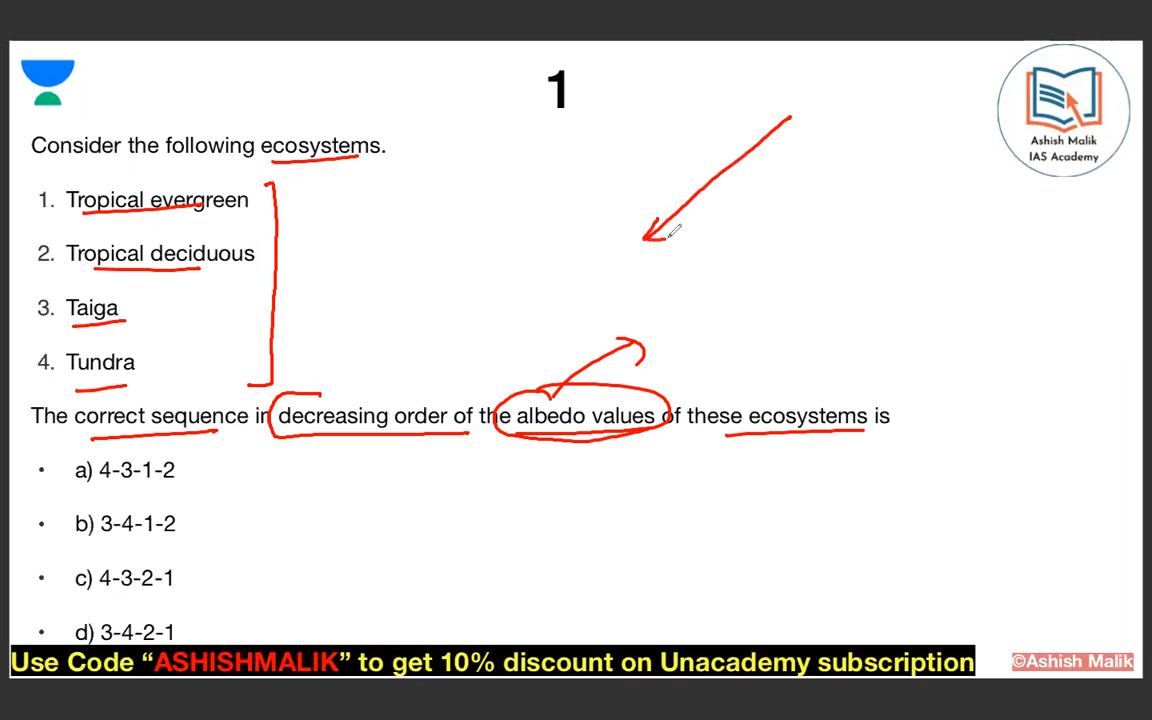 1
Ashish Malik
IAS Academy
Consider the following ecosystems.
1. Tropical evergreen
2. Tropical deciduous
3. Taiga
4. Tundra
The correct sequence in decreasing order of the albedo values of these ecosystems is
• a) 4-3-1-2
• b) 3-4-1-2
• c) 4-3-2-1
• d) 3-4-2-1
Use Code “ASHISHMALIK” to get 10% discount on Unacademy subscription
©Ashish Malik